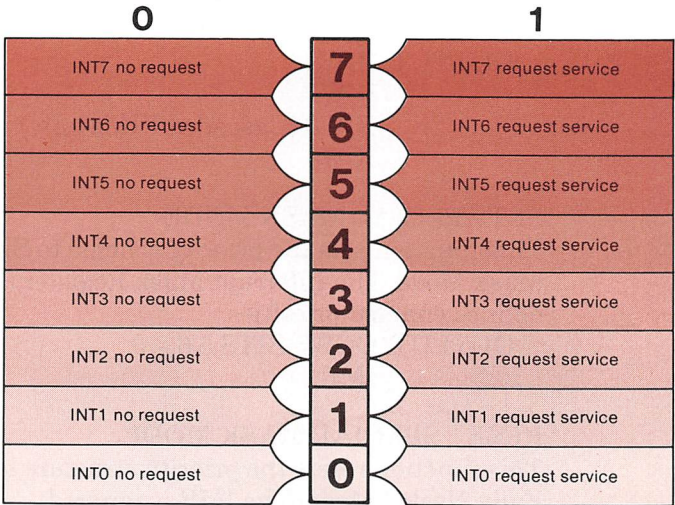 0 1
INT7 no request 7 INT7 request service
INT6 no request 6 INT6 request service
INT5 no request 5 INT5 request service
INT4 no request 4 INT4 request service
INT3 no request 3 INT3 request service
INT2 no request 2 INT2 request service
INT1 no request 1 INT1 request service
INT0 no request 0 INT0 request service